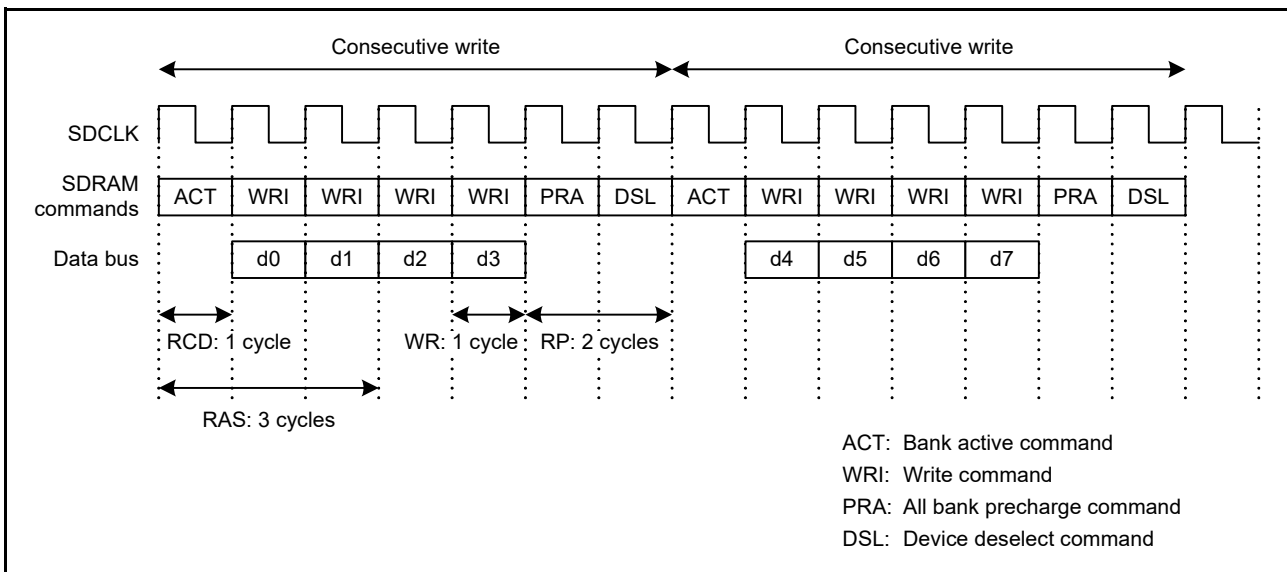 Consecutive write Consecutive write
SDCLK
SDRAM
commands
ACT WRI WRI WRI WRI PRA DSL ACT WRI WRI WRI WRI PRA DSL
Data bus d0 d1 d2 d3 d4 d5 d6 d7
RCD: 1 cycle WR: 1 cycle RP: 2 cycles
RAS: 3 cycles
ACT: Bank active command
WRI: Write command
PRA: All bank precharge command
DSL: Device deselect command